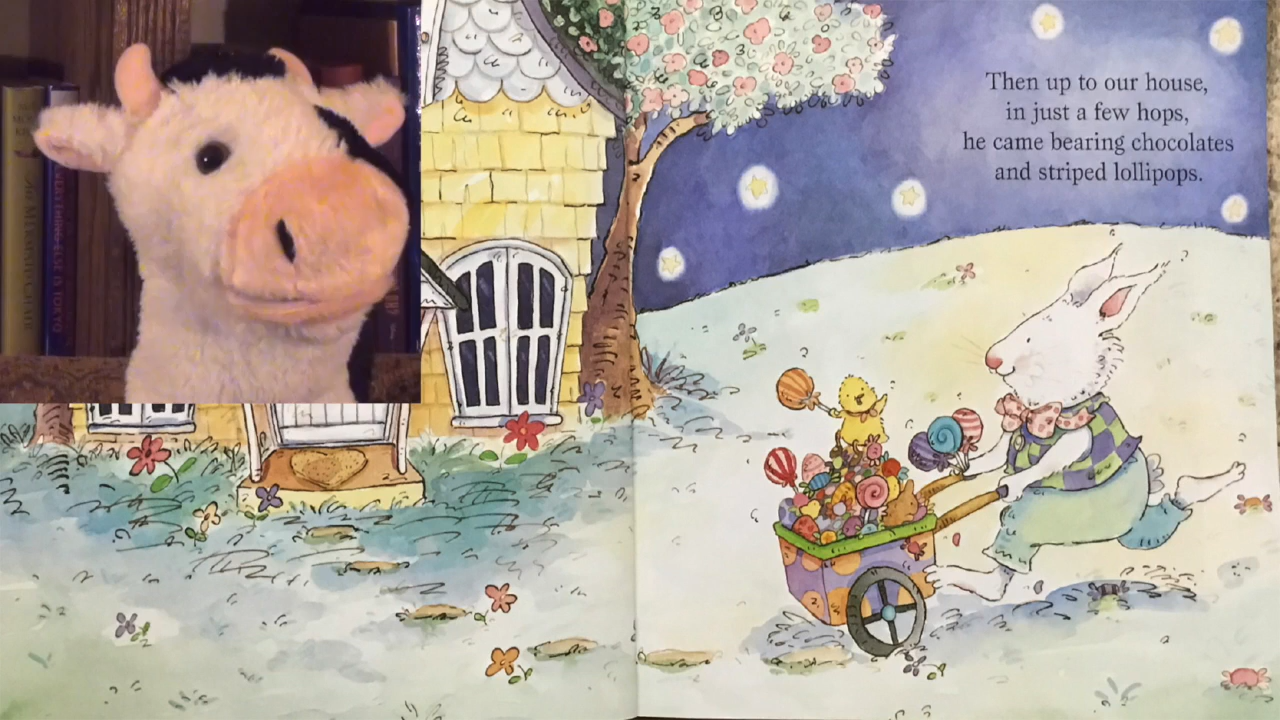 Then up to our house,
in just a few hops,
he came bearing chocolates
and striped lollipops.